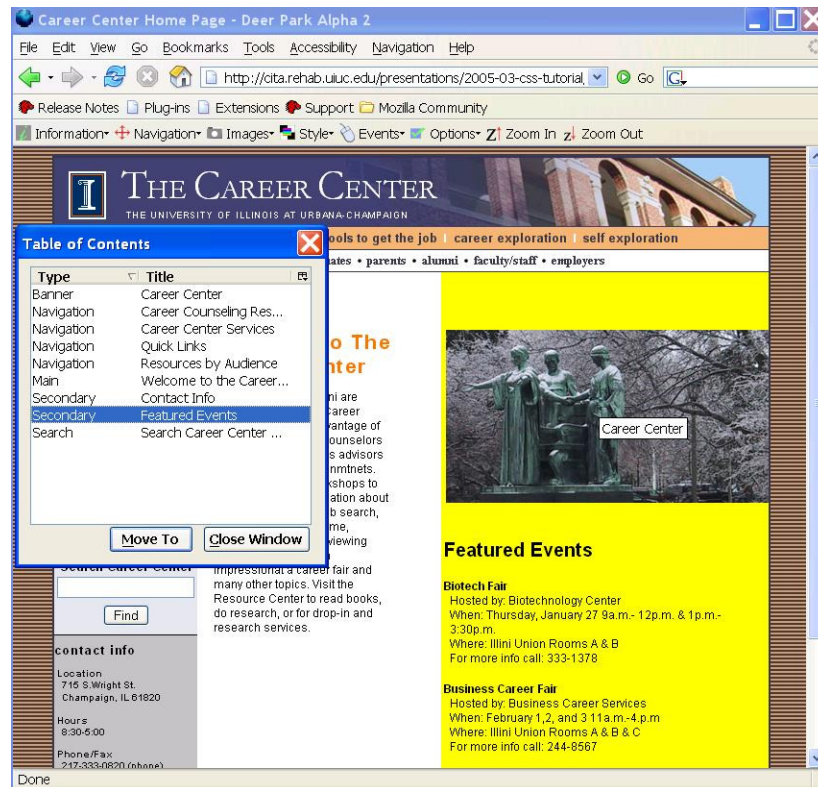 Career Center Home Page - Deer Park Alpha 2
File Edit View Go Bookmarks Tools Accessibility Navigation Help
http://cita.rehab.uiuc.edu/presentations/2005-03-css-tutorial, Go G
Release Notes Plug-ins Extensions Support Mozilla Community
Information Navigation Images Style Events Options Zoom In Zoom Out
I THE CAREER CENTER
THE UNIVERSITY OF ILLINOIS AT URBANA-CHAMPAIGN
ools to get the job career exploration self exploration
ates • parents • alumni • faculty/staff • employers
Table of Contents
Type Title
Banner Career Center
Navigation Career Counseling Res...
Navigation Career Center Services
Navigation Quick Links
Navigation Resources by Audience
Main Welcome to the Career...
Secondary Contact Info
Secondary Featured Events
Search Search Career Center ...
Move To Close Window
o The
nter
ni are
Career
vantage of
ounselors
s advisors
nmtnets.
kshops to
ation about
b search,
me,
viewing
impressional a career fair and
many other topics. Visit the
Resource Center to read books,
do research, or for drop-in and
research services.
Search Career Center
Find
contact info
Location
715 S.Wright St.
Champaign, IL 61820
Hours
8:30-5:00
Phone/Fax
217-333-0820 (phone)
Career Center
Featured Events
Biotech Fair
Hosted by: Biotechnology Center
When: Thursday, January 27 9a.m.- 12p.m. & 1p.m.-
3:30p.m.
Where: Illini Union Rooms A & B
For more info call: 333-1378
Business Career Fair
Hosted by: Business Career Services
When: February 1,2, and 3 11a.m.-4.p.m
Where: Illini Union Rooms A & B & C
For more info call: 244-8567
Done